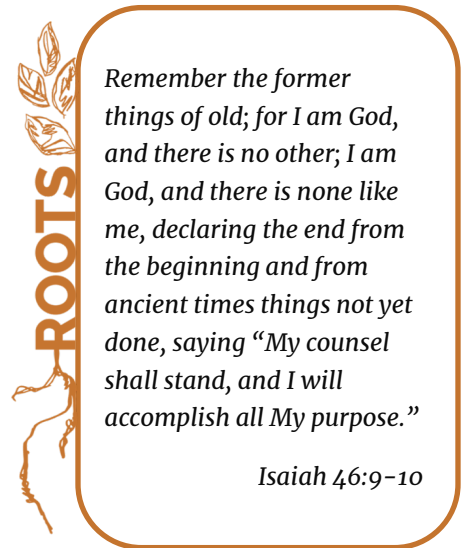 ROOTS
Remember the former
things of old; for I am God,
and there is no other; I am
God, and there is none like
me, declaring the end from
the beginning and from
ancient times things not yet
done, saying “My counsel
shall stand, and I will
accomplish all My purpose.”
Isaiah 46:9-10